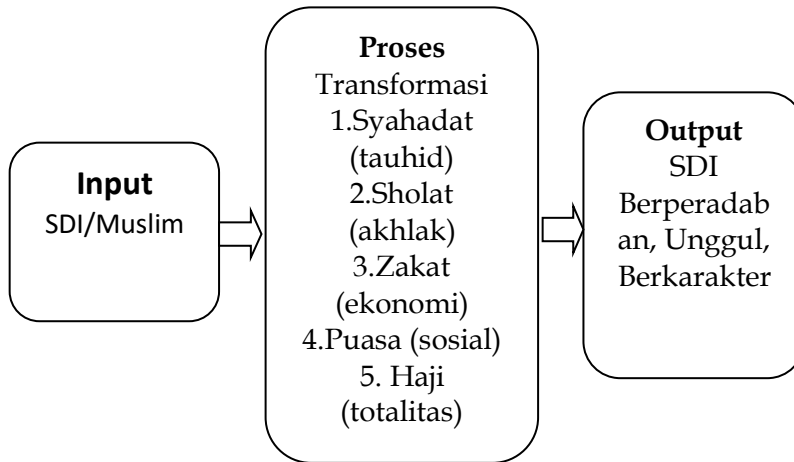 Input
SDI/Muslim
Proses
Transformasi
1.Syahadat
(tauhid)
2.Sholat
(akhlak)
3.Zakat
(ekonomi)
4.Puasa (sosial)
5. Haji
(totalitas)
Output
SDI
Berperadab
an, Unggul,
Berkarakter